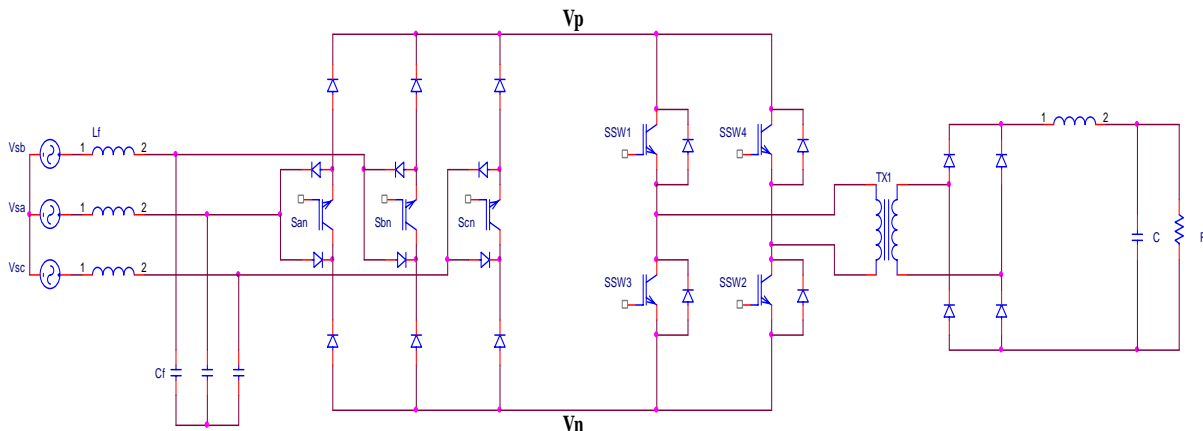 Vp
Lf
Vsb
1
2
SSW1
SSW4
1
2
Vsa
1
2
San
Sbn
Scn
TX1
C
R
Vsc
1
2
SSW3
SSW2
Cf
Vn